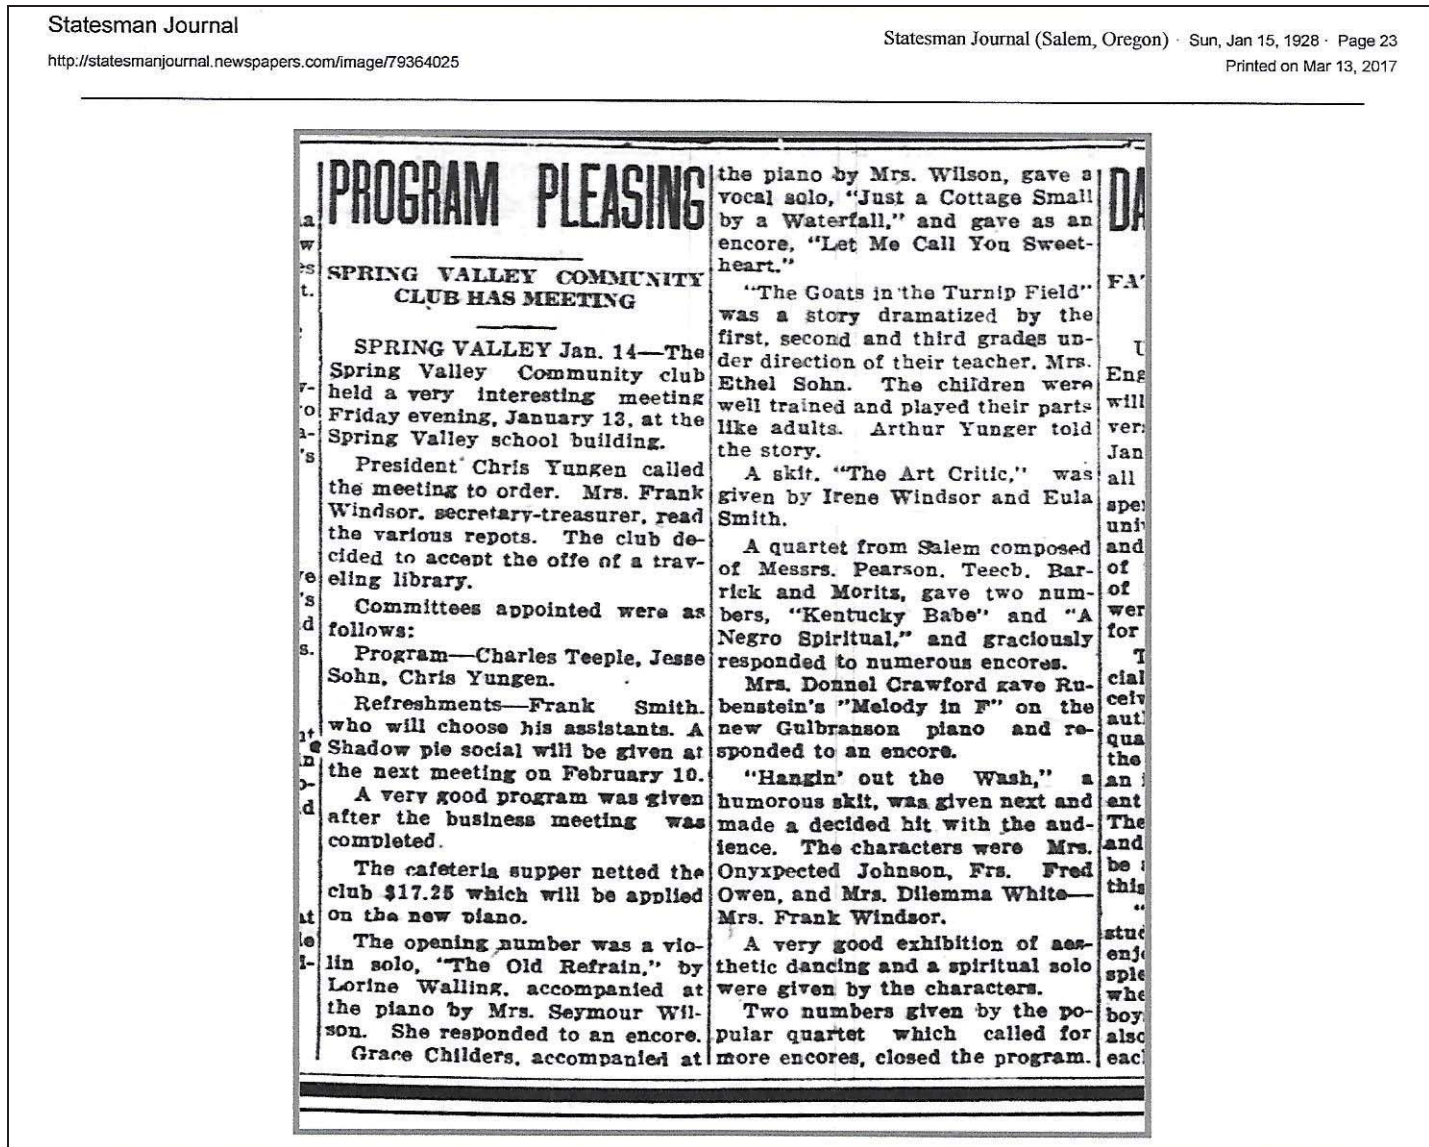 Statesman Journal
http://statesmanjournal.newspapers.com/image/79364025
Statesman Journal (Salem, Oregon) · Sun, Jan 15, 1928 · Page 23
Printed on Mar 13, 2017
PROGRAM PLEASING
SPRING VALLEY COMMUNITY
CLUB HAS MEETING
SPRING VALLEY Jan. 14—The
Spring Valley Community club
held a very interesting meeting
Friday evening, January 13, at the
Spring Valley school building.
President Chris Yungen called
the meeting to order. Mrs. Frank
Windsor, secretary-treasurer, read
the various repots. The club de-
cided to accept the offe of a trav-
eling library.
Committees appointed were as
follows:
Program—Charles Teeple, Jesse
Sohn, Chris Yungen.
Refreshments—Frank Smith,
who will choose his assistants. A
Shadow pie social will be given at
the next meeting on February 10.
A very good program was given
after the business meeting was
completed.
The cafeteria supper netted the
club $17.25 which will be applied
on the new piano.
The opening number was a vio-
lin solo, "The Old Refrain," by
Lorine Walling, accompanied at
the piano by Mrs. Seymour Wil-
son. She responded to an encore.
Grace Childers, accompanied at
the piano by Mrs. Wilson, gave a
vocal solo, "Just a Cottage Small
by a Waterfall," and gave as an
encore, "Let Me Call You Sweet-
heart."
"The Goats in the Turnip Field"
was a story dramatized by the
first, second and third grades un-
der direction of their teacher, Mrs.
Ethel Sohn. The children were
well trained and played their parts
like adults. Arthur Yunger told
the story.
A skit, "The Art Critic," was
given by Irene Windsor and Eula
Smith.
A quartet from Salem composed
of Messrs. Pearson, Teecb, Bar-
rick and Morits, gave two num-
bers, "Kentucky Babe" and "A
Negro Spiritual," and graciously
responded to numerous encores.
Mrs. Donnel Crawford gave Ru-
benstein's "Melody in F" on the
new Gulbranson piano and re-
sponded to an encore.
"Hangin' out the Wash," a
humorous skit, was given next and
made a decided hit with the aud-
ience. The characters were Mrs.
Onyxpected Johnson, Frs. Fred
Owen, and Mrs. Dilemma White—
Mrs. Frank Windsor.
A very good exhibition of aes-
thetic dancing and a spiritual solo
were given by the characters.
Two numbers given by the po-
pular quartet which called for
more encores, closed the program.